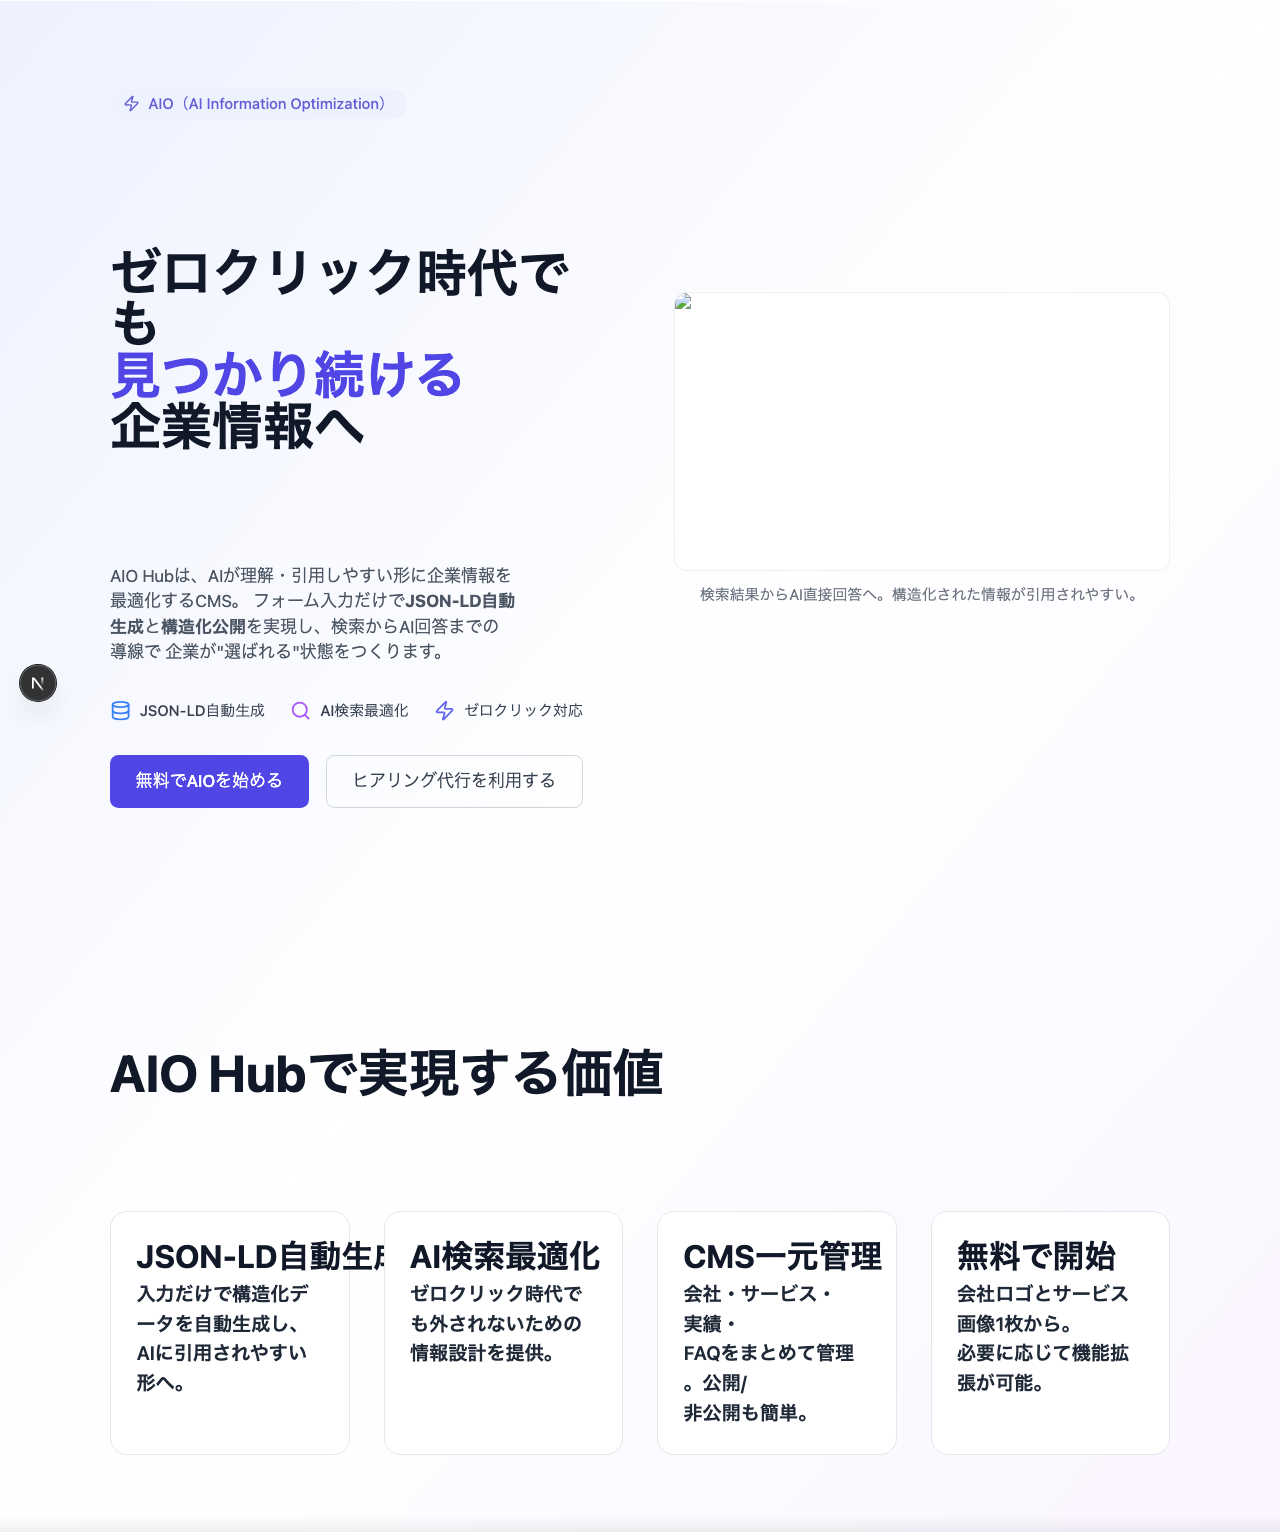 AIO（AI Information Optimization）
ゼロクリック時代で
も
見つかり続ける
企業情報へ
検索結果からAI直接回答へ。構造化された情報が引用されやすい。
AIO Hubは、AIが理解・引用しやすい形に企業情報を
最適化するCMS。 フォーム入力だけでJSON-LD自動
生成と構造化公開を実現し、検索からAI回答までの
導線で 企業が"選ばれる"状態をつくります。
N
JSON-LD自動生成
AI検索最適化
ゼロクリック対応
無料でAIOを始める
ヒアリング代行を利用する
AIO Hubで実現する価値
JSON-LD自動生成
入力だけで構造化デ
ータを自動生成し、
AIに引用されやすい
形へ。
AI検索最適化
ゼロクリック時代で
も外されないための
情報設計を提供。
CMS一元管理
会社・サービス・
実績・
FAQをまとめて管理
。公開/
非公開も簡単。
無料で開始
会社ロゴとサービス
画像1枚から。
必要に応じて機能拡
張が可能。